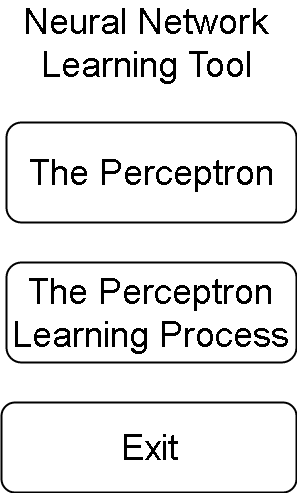 Neural Network
Learning Tool
The Perceptron
The Perceptron
Learning Process
Exit